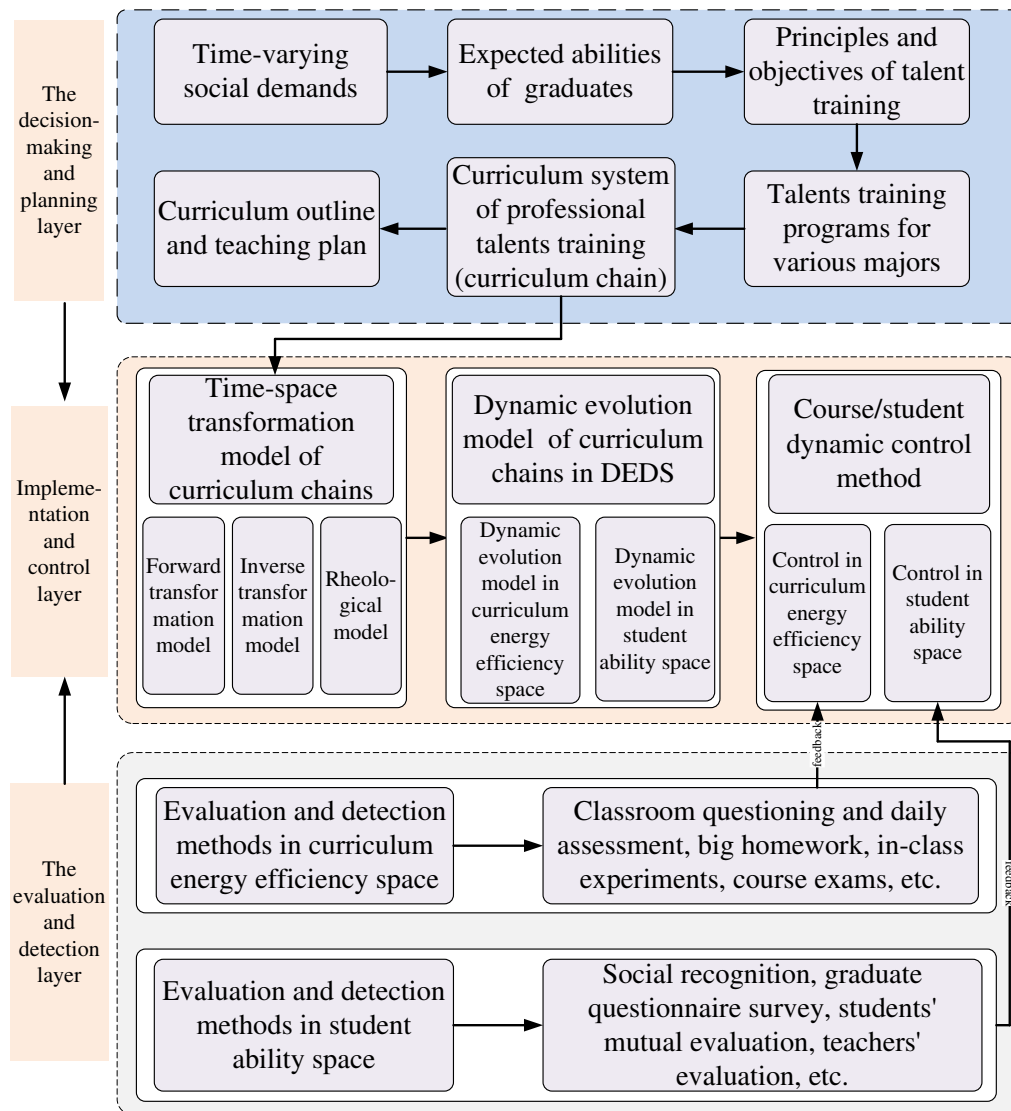 The
decision-
making
and
planning
layer
Time-varying
social demands
Expected abilities
of graduates
Principles and
objectives of talent
training
Curriculum outline
and teaching plan
Curriculum system
of professional
talents training
(curriculum chain)
Talents training
programs for
various majors
Impleme-
ntation
and
control
layer
Time-space
transformation
model of
curriculum chains
Forward
transfor
mation
model
Inverse
transfor
mation
model
Rheolo-
gical
model
Dynamic evolution
model of curriculum
chains in DEDS
Dynamic
evolution
model in
curriculum
energy
efficiency
space
Dynamic
evolution
model in
student
ability space
Course/student
dynamic control
method
Control in
curriculum
energy
efficiency
space
Control in
student
ability
space
feedback
The
evaluation
and
detection
layer
Evaluation and detection
methods in curriculum
energy efficiency space
Classroom questioning and daily
assessment, big homework, in-class
experiments, course exams, etc.
feedback
Evaluation and detection
methods in student
ability space
Social recognition, graduate
questionnaire survey, students'
mutual evaluation, teachers'
evaluation, etc.